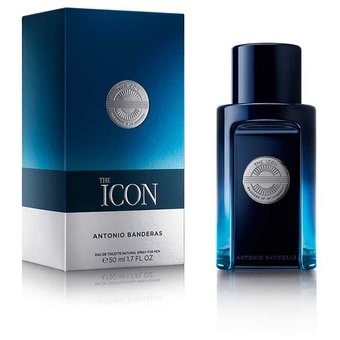 THE
ICON
ANTONIO BANDERAS
EAU DE TOILETTE NATURAL SPRAY FOR MEN
℮50 ml 1.7 FL OZ
THE ICON
ANTONIO BANDERAS